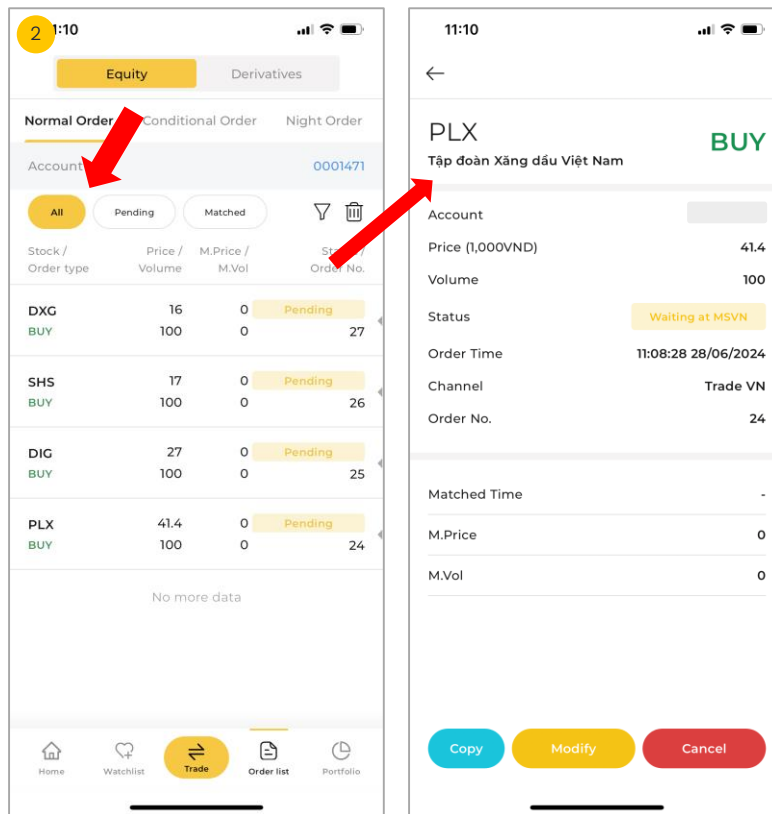 2
1:10
Equity Derivatives
Normal Order Conditional Order Night Order
Account 0001471
All Pending Matched
Stock / Price / M.Price /
Order type Volume M.Vol Order No.
DXG 16 0 Pending
BUY 100 0 27
SHS 17 0 Pending
BUY 100 0 26
DIG 27 0 Pending
BUY 100 0 25
PLX 41.4 0 Pending
BUY 100 0 24
No more data
Home Watchlist Trade Order list Portfolio
11:10
PLX BUY
Tập đoàn Xăng dầu Việt Nam
Account
Price (1,000VND) 41.4
Volume 100
Status Waiting at MSVN
Order Time 11:08:28 28/06/2024
Channel Trade VN
Order No. 24
Matched Time -
M.Price 0
M.Vol 0
Copy Modify Cancel